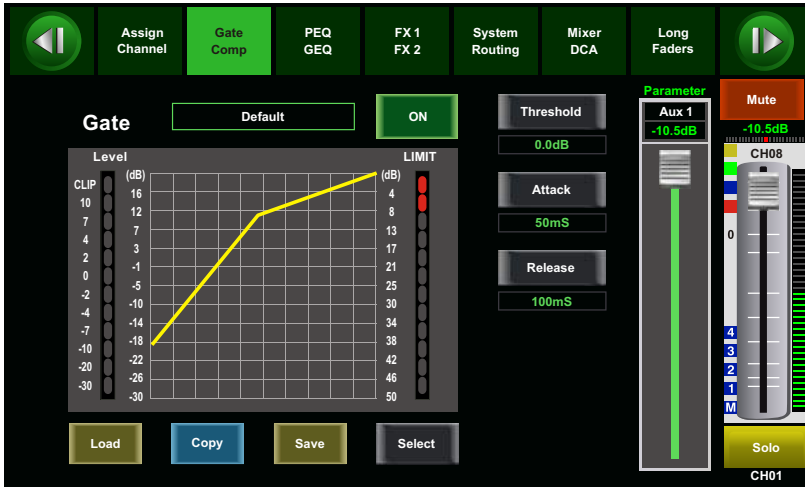 Assign
Channel
Gate
Comp
PEQ
GEQ
FX 1
FX 2
System
Routing
Mixer
DCA
Long
Faders
Gate
Default
ON
Level
LIMIT
CLIP
10
7
4
2
0
-2
-4
-7
-10
-20
-30
(dB)
16
12
7
3
-1
-5
-10
-14
-18
-22
-26
-30
(dB)
4
8
13
17
21
25
30
34
38
42
46
50
Load
Copy
Save
Select
Threshold
0.0dB
Attack
50mS
Release
100mS
Parameter
Aux 1
-10.5dB
Mute
-10.5dB
CH08
0
4
3
2
1
M
Solo
CH01